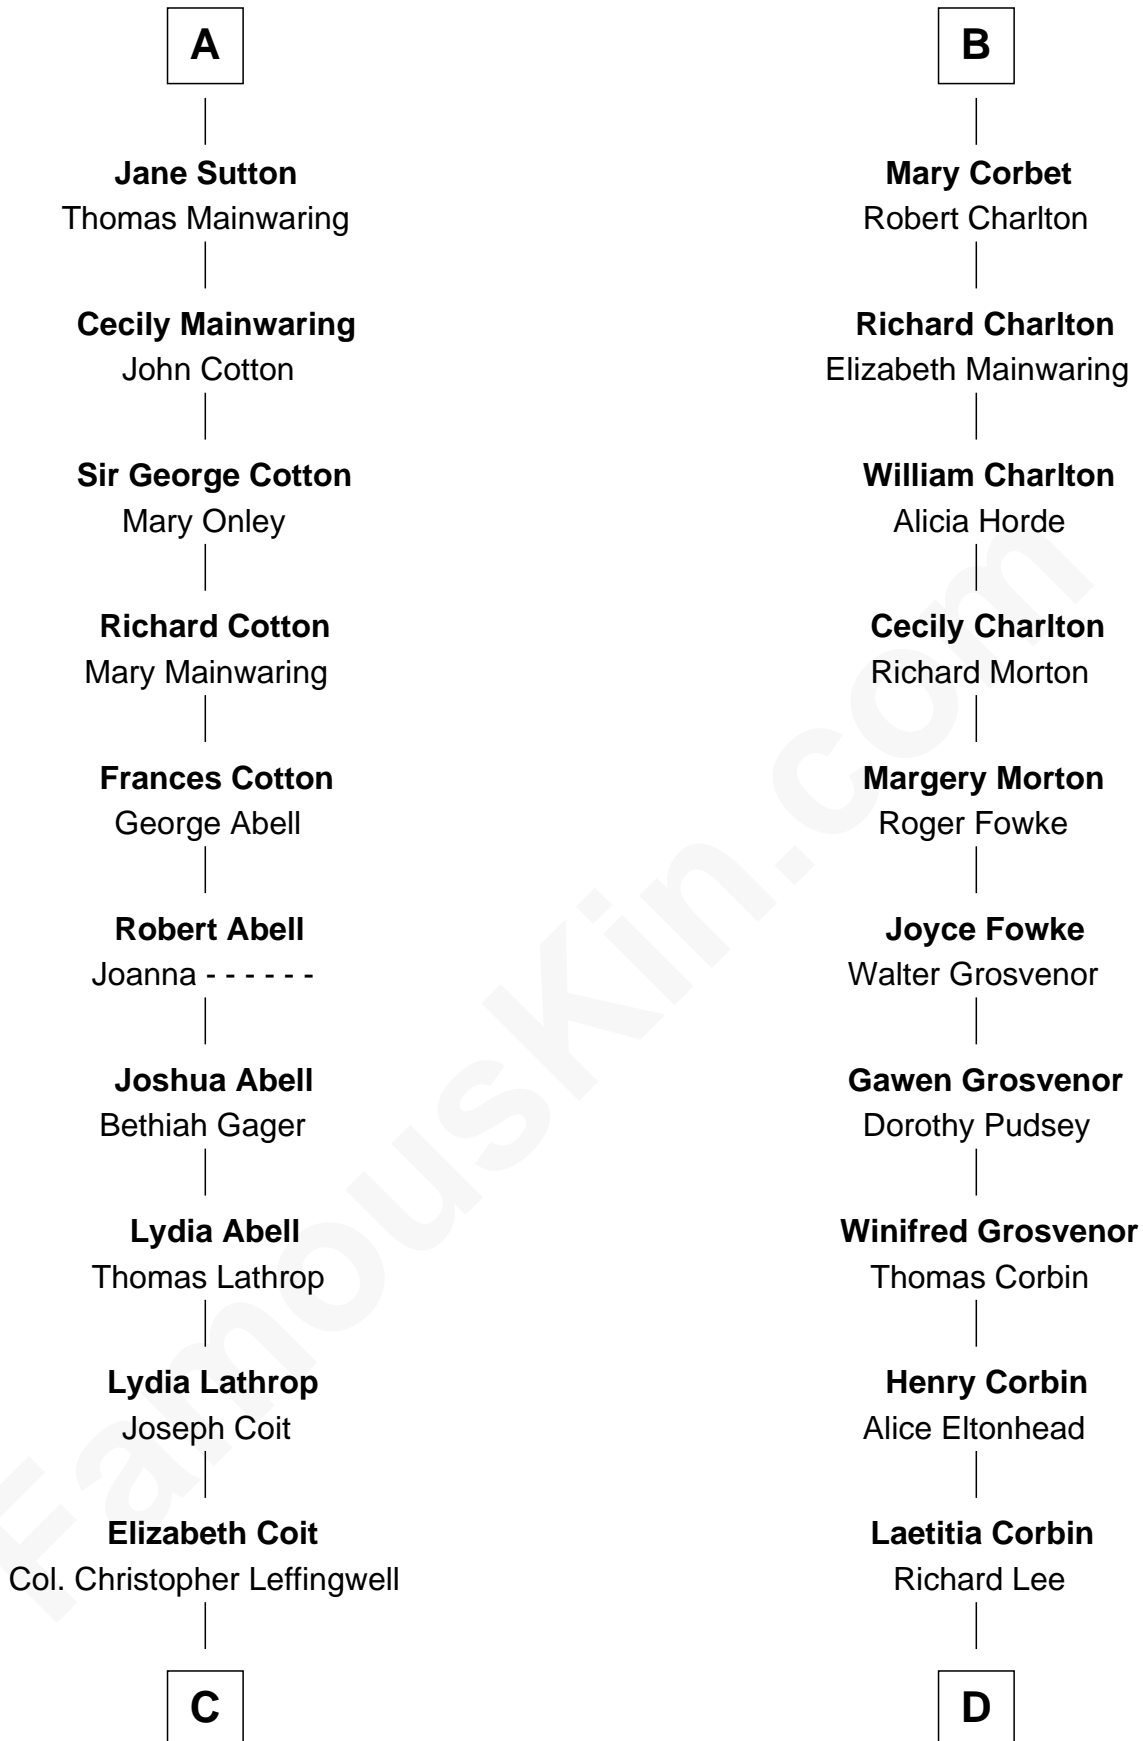 A
Jane Sutton
Thomas Mainwaring
Cecily Mainwaring
John Cotton
Sir George Cotton
Mary Onley
Richard Cotton
Mary Mainwaring
Frances Cotton
George Abell
Robert Abell
Joanna - - - - - -
Joshua Abell
Bethiah Gager
Lydia Abell
Thomas Lathrop
Lydia Lathrop
Joseph Coit
Elizabeth Coit
Col. Christopher Leffingwell
C
B
Mary Corbet
Robert Charlton
Richard Charlton
Elizabeth Mainwaring
William Charlton
Alicia Horde
Cecily Charlton
Richard Morton
Margery Morton
Roger Fowke
Joyce Fowke
Walter Grosvenor
Gawen Grosvenor
Dorothy Pudsey
Winifred Grosvenor
Thomas Corbin
Henry Corbin
Alice Eltonhead
Laetitia Corbin
Richard Lee
D
FamousKin.com